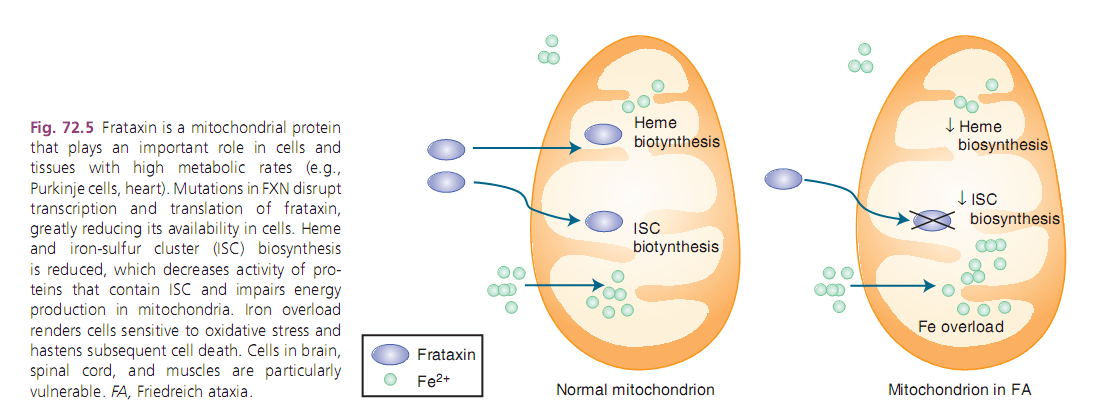 Fig. 72.5 Frataxin is a mitochondrial protein
that plays an important role in cells and
tissues with high metabolic rates (e.g.,
Purkinje cells, heart). Mutations in FXN disrupt
transcription and translation of frataxin,
greatly reducing its availability in cells. Heme
and iron-sulfur cluster (ISC) biosynthesis
is reduced, which decreases activity of pro-
teins that contain ISC and impairs energy
production in mitochondria. Iron overload
renders cells sensitive to oxidative stress and
hastens subsequent cell death. Cells in brain,
spinal cord, and muscles are particularly
vulnerable. FA, Friedreich ataxia.
Frataxin
Fe2+
Heme
biotynthesis
ISC
biotynthesis
Normal mitochondrion
↓ Heme
biosynthesis
↓ ISC
biosynthesis
Fe overload
Mitochondrion in FA